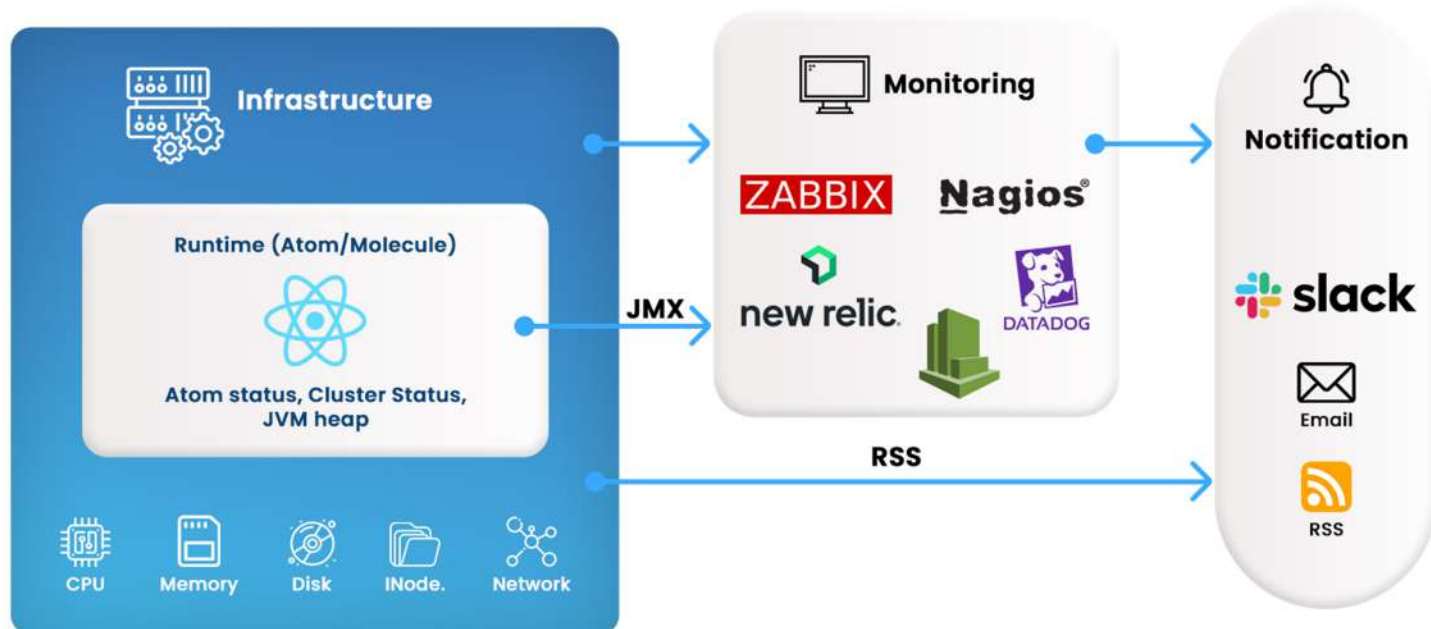 Infrastructure
Runtime (Atom/Molecule)
Atom status, Cluster Status,
JVM heap
CPU
Memory
Disk
INode.
Network
JMX
RSS
Monitoring
ZABBIX
Nagios®
new relic.
DATADOG
Notification
slack
Email
RSS